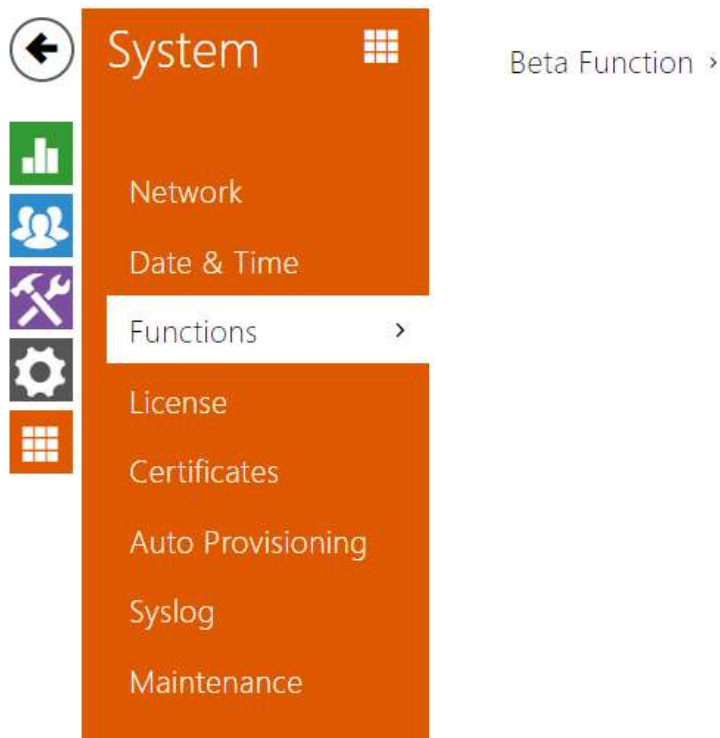 System
Beta Function ›
Network
Date & Time
Functions ›
License
Certificates
Auto Provisioning
Syslog
Maintenance